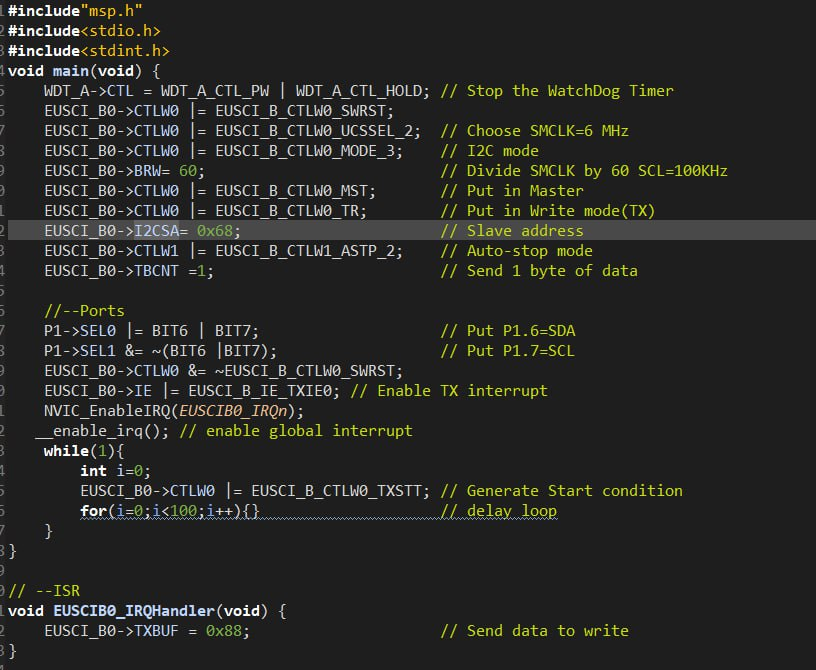 #include"msp.h"
#include<stdio.h>
#include<stdint.h>
void main(void) {
    WDT_A->CTL = WDT_A_CTL_PW | WDT_A_CTL_HOLD; // Stop the WatchDog Timer
    EUSCI_B0->CTLW0 |= EUSCI_B_CTLW0_SWRST;
    EUSCI_B0->CTLW0 |= EUSCI_B_CTLW0_UCSSEL_2;  // Choose SMCLK=6 MHz
    EUSCI_B0->CTLW0 |= EUSCI_B_CTLW0_MODE_3;    // I2C mode
    EUSCI_B0->BRW= 60;                          // Divide SMCLK by 60 SCL=100KHz
    EUSCI_B0->CTLW0 |= EUSCI_B_CTLW0_MST;       // Put in Master
    EUSCI_B0->CTLW0 |= EUSCI_B_CTLW0_TR;        // Put in Write mode(TX)
    EUSCI_B0->I2CSA= 0x68;                      // Slave address
    EUSCI_B0->CTLW1 |= EUSCI_B_CTLW1_ASTP_2;    // Auto-stop mode
    EUSCI_B0->TBCNT =1;                         // Send 1 byte of data
    //--Ports
    P1->SEL0 |= BIT6 | BIT7;                    // Put P1.6=SDA
    P1->SEL1 &= ~(BIT6 |BIT7);                  // Put P1.7=SCL
    EUSCI_B0->CTLW0 &= ~EUSCI_B_CTLW0_SWRST;
    EUSCI_B0->IE |= EUSCI_B_IE_TXIE0; // Enable TX interrupt
    NVIC_EnableIRQ(EUSCIB0_IRQn);
   __enable_irq(); // enable global interrupt
    while(1){
        int i=0;
        EUSCI_B0->CTLW0 |= EUSCI_B_CTLW0_TXSTT; // Generate Start condition
        for(i=0;i<100;i++){}                    // delay loop
    }
}
// --ISR
void EUSCIB0_IRQHandler(void) {
    EUSCI_B0->TXBUF = 0x88;                     // Send data to write
}